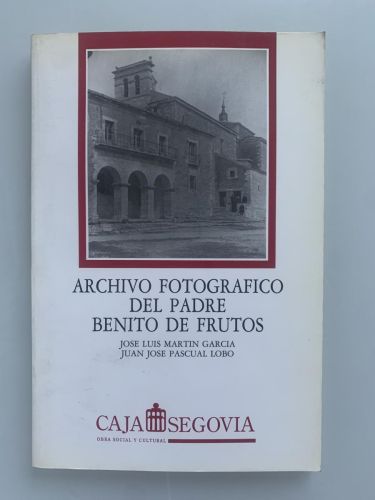 ARCHIVO FOTOGRAFICO
DEL PADRE
BENITO DE FRUTOS
JOSE LUIS MARTIN GARCIA
JUAN JOSE PASCUAL LOBO
CAJA SEGOVIA
OBRA SOCIAL Y CULTURAL